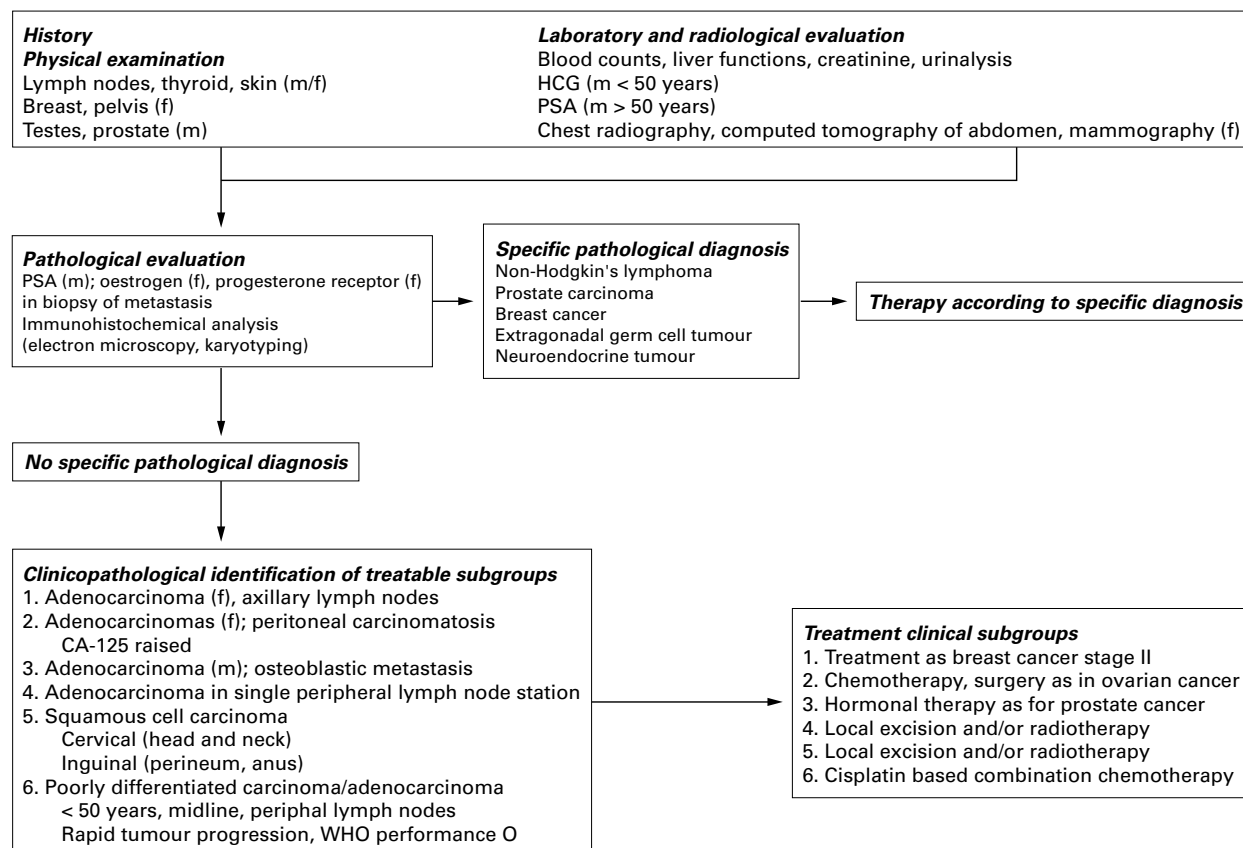 History
Physical examination
Lymph nodes, thyroid, skin (m/f)
Breast, pelvis (f)
Testes, prostate (m)
Laboratory and radiological evaluation
Blood counts, liver functions, creatinine, urinalysis
HCG (m < 50 years)
PSA (m > 50 years)
Chest radiography, computed tomography of abdomen, mammography (f)
Pathological evaluation
PSA (m); oestrogen (f), progesterone receptor (f)
in biopsy of metastasis
Immunohistochemical analysis
(electron microscopy, karyotyping)
Specific pathological diagnosis
Non-Hodgkin's lymphoma
Prostate carcinoma
Breast cancer
Extragonadal germ cell tumour
Neuroendocrine tumour
Therapy according to specific diagnosis
No specific pathological diagnosis
Clinicopathological identification of treatable subgroups
1. Adenocarcinoma (f), axillary lymph nodes
2. Adenocarcinomas (f); peritoneal carcinomatosis
CA-125 raised
3. Adenocarcinoma (m); osteoblastic metastasis
4. Adenocarcinoma in single peripheral lymph node station
5. Squamous cell carcinoma
Cervical (head and neck)
Inguinal (perineum, anus)
6. Poorly differentiated carcinoma/adenocarcinoma
< 50 years, midline, periphal lymph nodes
Rapid tumour progression, WHO performance O
Treatment clinical subgroups
1. Treatment as breast cancer stage II
2. Chemotherapy, surgery as in ovarian cancer
3. Hormonal therapy as for prostate cancer
4. Local excision and/or radiotherapy
5. Local excision and/or radiotherapy
6. Cisplatin based combination chemotherapy